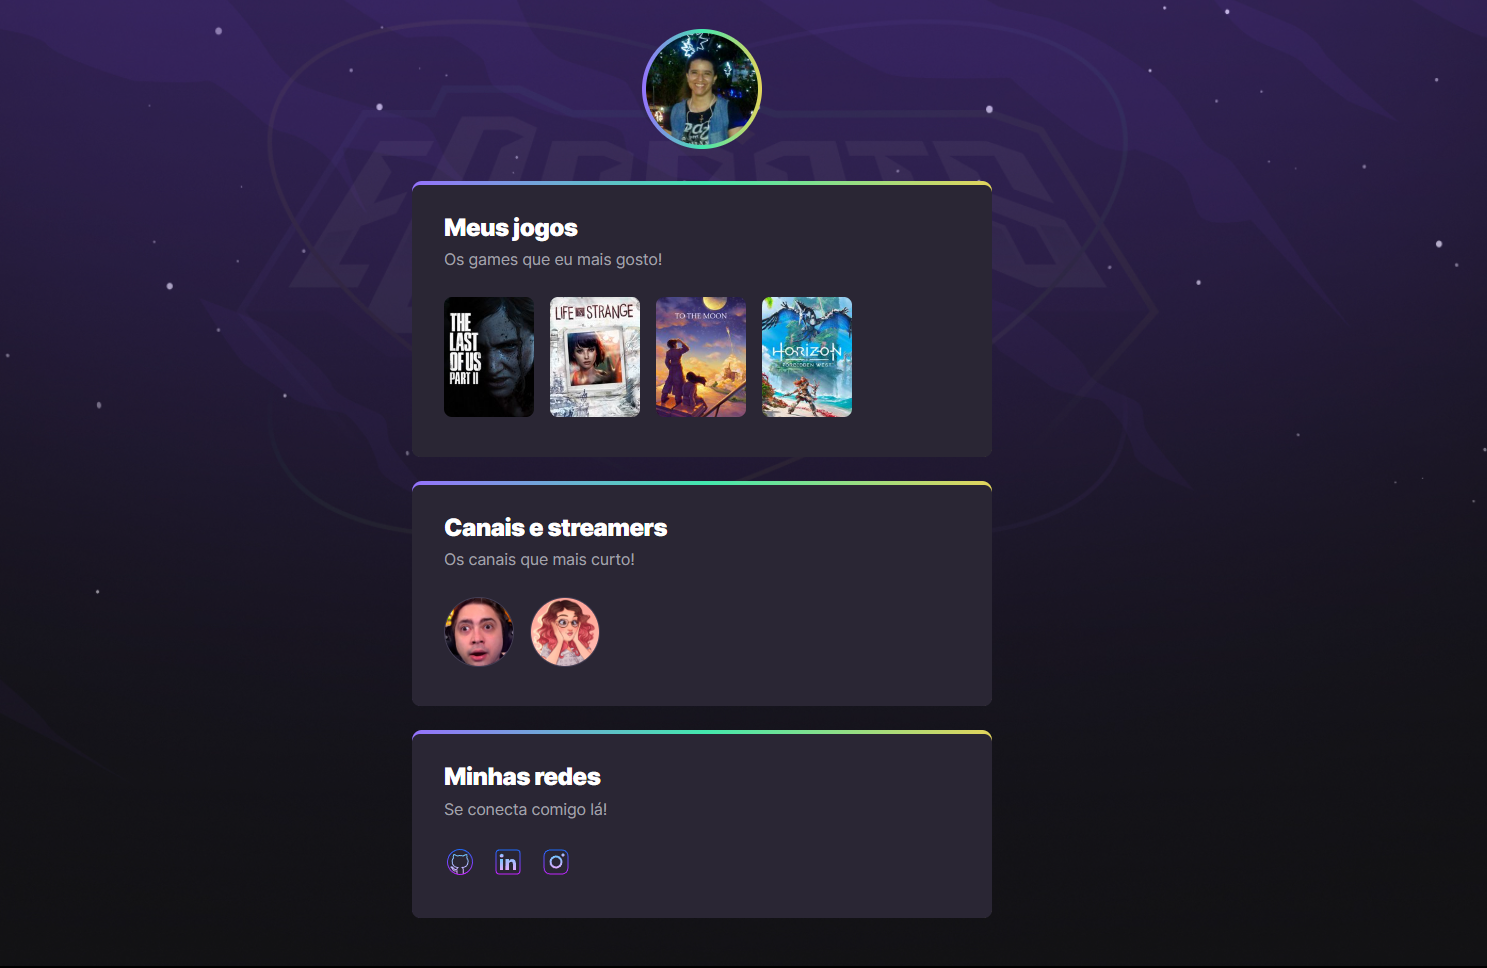 Meus jogos
Os games que eu mais gosto!
THE
LAST
OF US
PART II
LIFE IS STRANGE
TO THE MOON
HORIZON
FORBIDDEN WEST
Canais e streamers
Os canais que mais curto!
Minhas redes
Se conecta comigo lá!
in